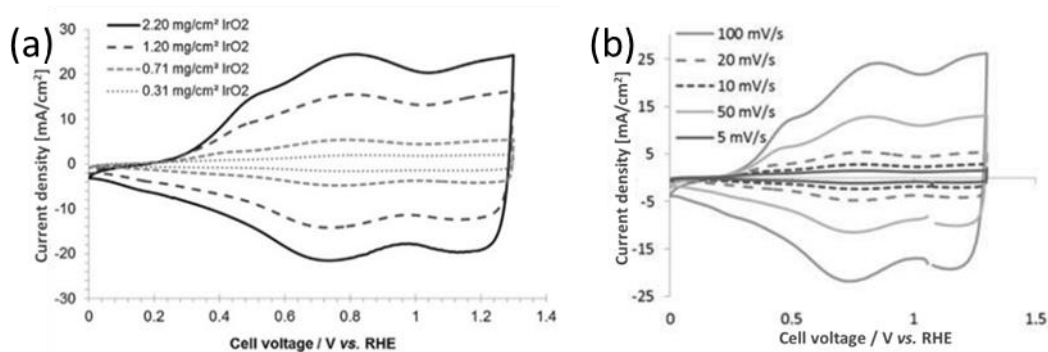 (a)
Current density [mA/cm²]
30
20
10
0
-10
-20
-30
2.20 mg/cm² IrO2
1.20 mg/cm² IrO2
0.71 mg/cm² IrO2
0.31 mg/cm² IrO2
0 0.2 0.4 0.6 0.8 1 1.2 1.4
Cell voltage / V vs. RHE
(b)
Current density [mA/cm²]
25
15
5
-5
-15
-25
100 mV/s
20 mV/s
10 mV/s
50 mV/s
5 mV/s
0 0.5 1 1.5
Cell voltage / V vs. RHE